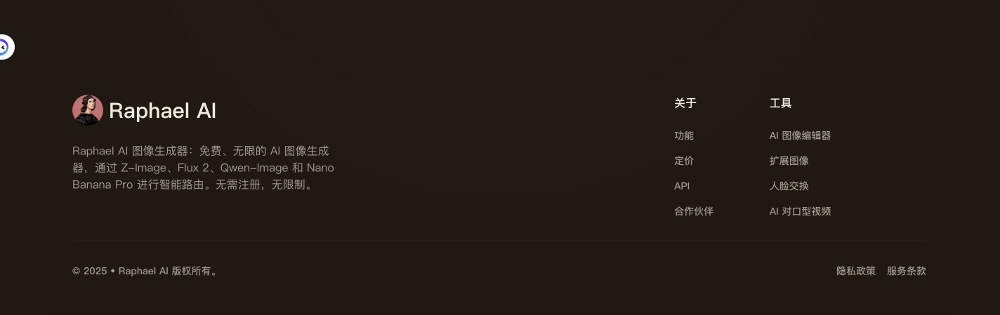 Raphael AI
Raphael AI 图像生成器：免费、无限的 AI 图像生成
器，通过 Z-Image、Flux 2、Qwen-Image 和 Nano
Banana Pro 进行智能路由。无需注册，无限制。
关于
功能
定价
API
合作伙伴
工具
AI 图像编辑器
扩展图像
人脸交换
AI 对口型视频
© 2025 • Raphael AI 版权所有。
隐私政策 服务条款